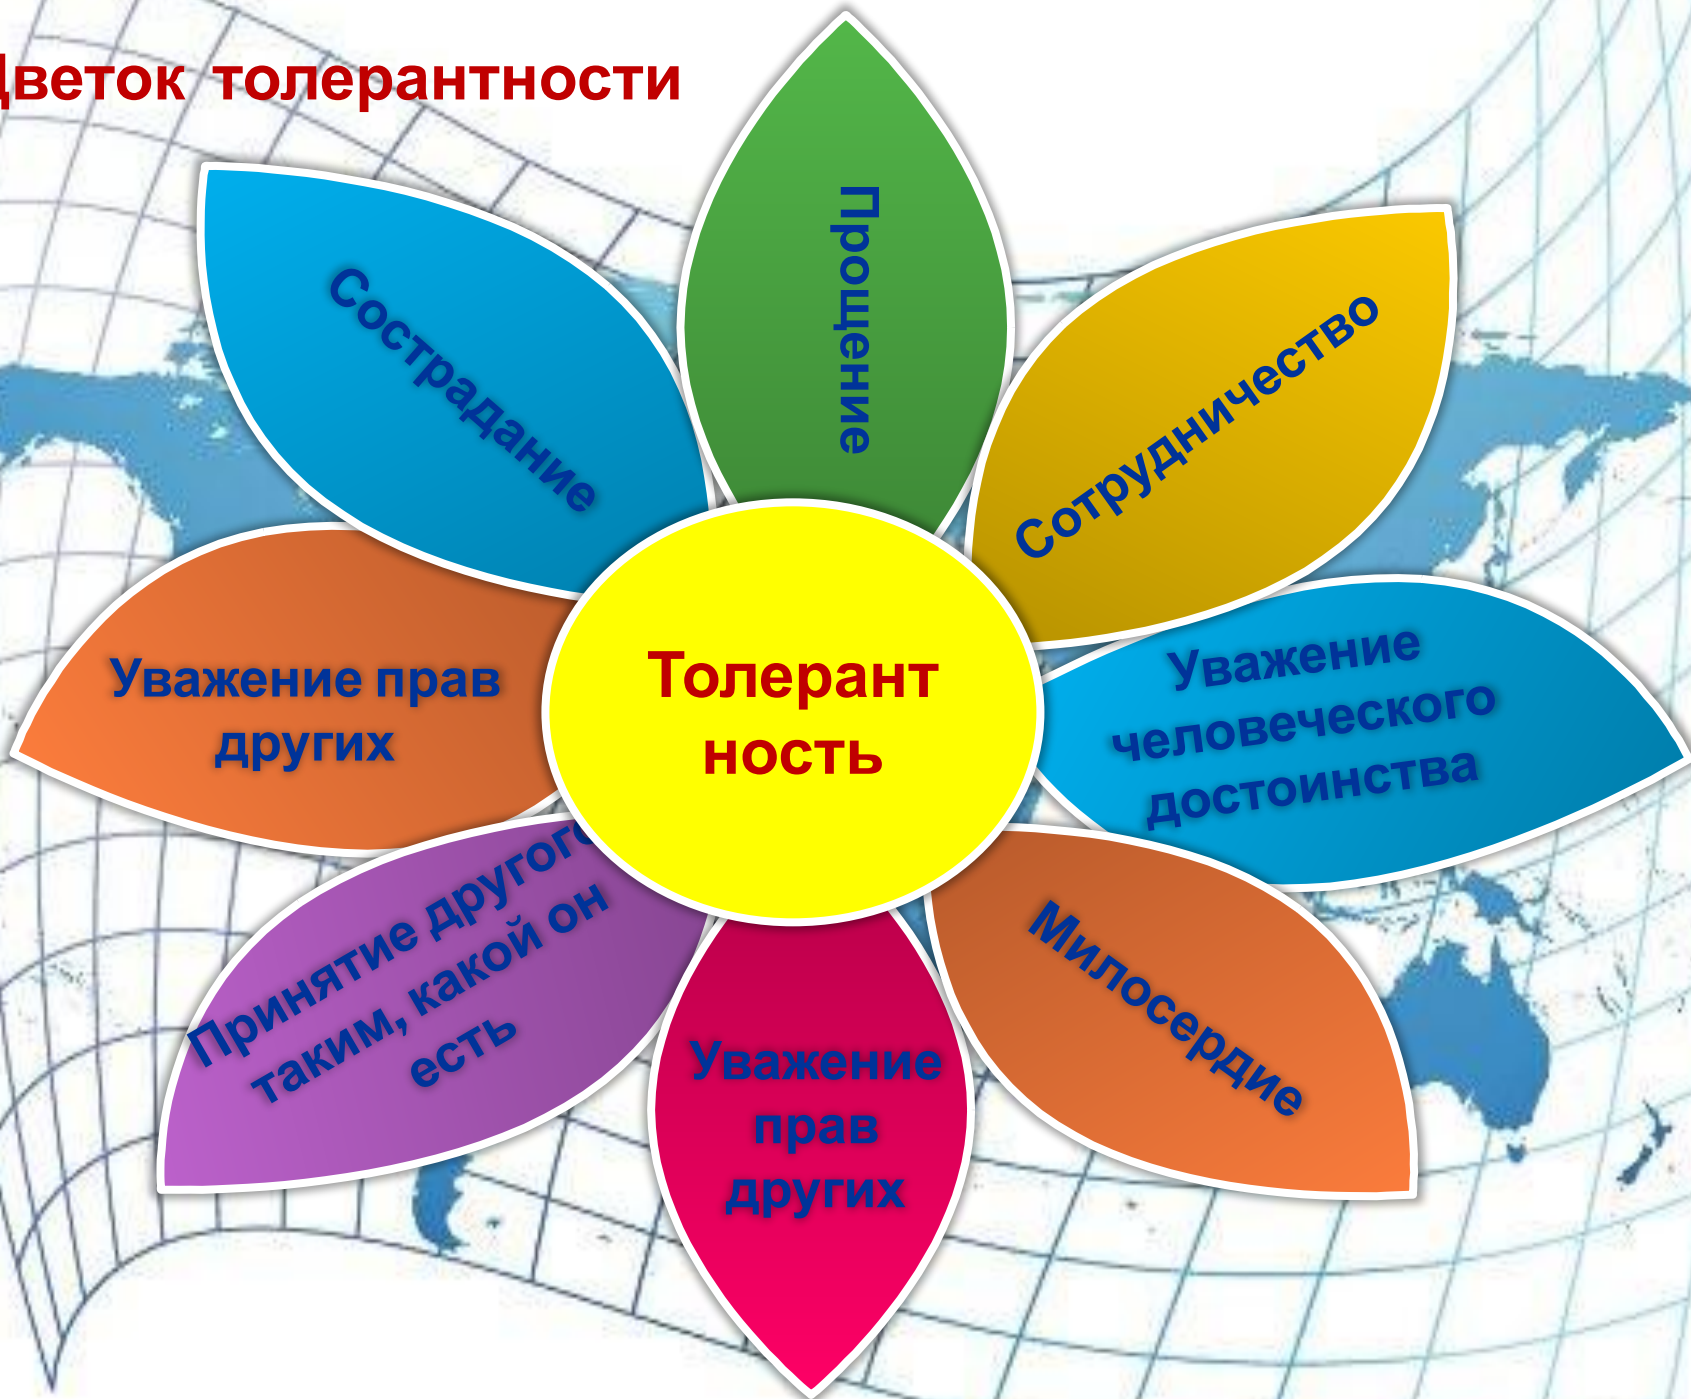 Цветок толерантности
Прощение
Сострадание
Сотрудничество
Уважение прав
других
Толерант
ность
Уважение
человеческого
достоинства
Принятие другого
таким, какой он
есть
Милосердие
Уважение
прав
других